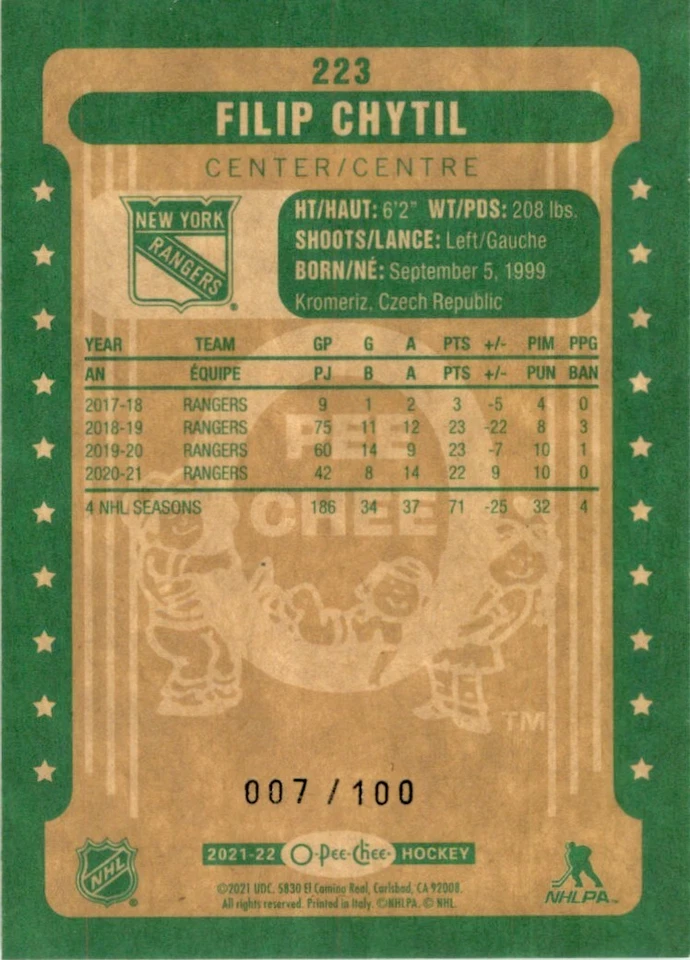 223
FILIP CHYTIL
CENTER/CENTRE
NEW YORK
RANGERS
HT/HAUT: 6'2" WT/PDS: 208 lbs.
SHOOTS/LANCE: Left/Gauche
BORN/NÉ: September 5, 1999
Kromeriz, Czech Republic
YEAR TEAM GP G A PTS +/- PIM PPG
AN ÉQUIPE PJ B A PTS +/- PUN BAN
2017-18 RANGERS 9 1 2 3 -5 4 0
2018-19 RANGERS 75 11 12 23 -22 8 3
2019-20 RANGERS 60 14 9 23 -7 10 1
2020-21 RANGERS 42 8 14 22 9 10 0
4 NHL SEASONS 186 34 37 71 -25 32 4
PEE
CHEE
TM
007 / 100
NHL
2021-22 O-Pee-Chee HOCKEY
©2021 UDC. 5830 El Camino Real, Carlsbad, CA 92008.
All rights reserved. Printed in Italy. ©NHLPA. © NHL.
NHLPA